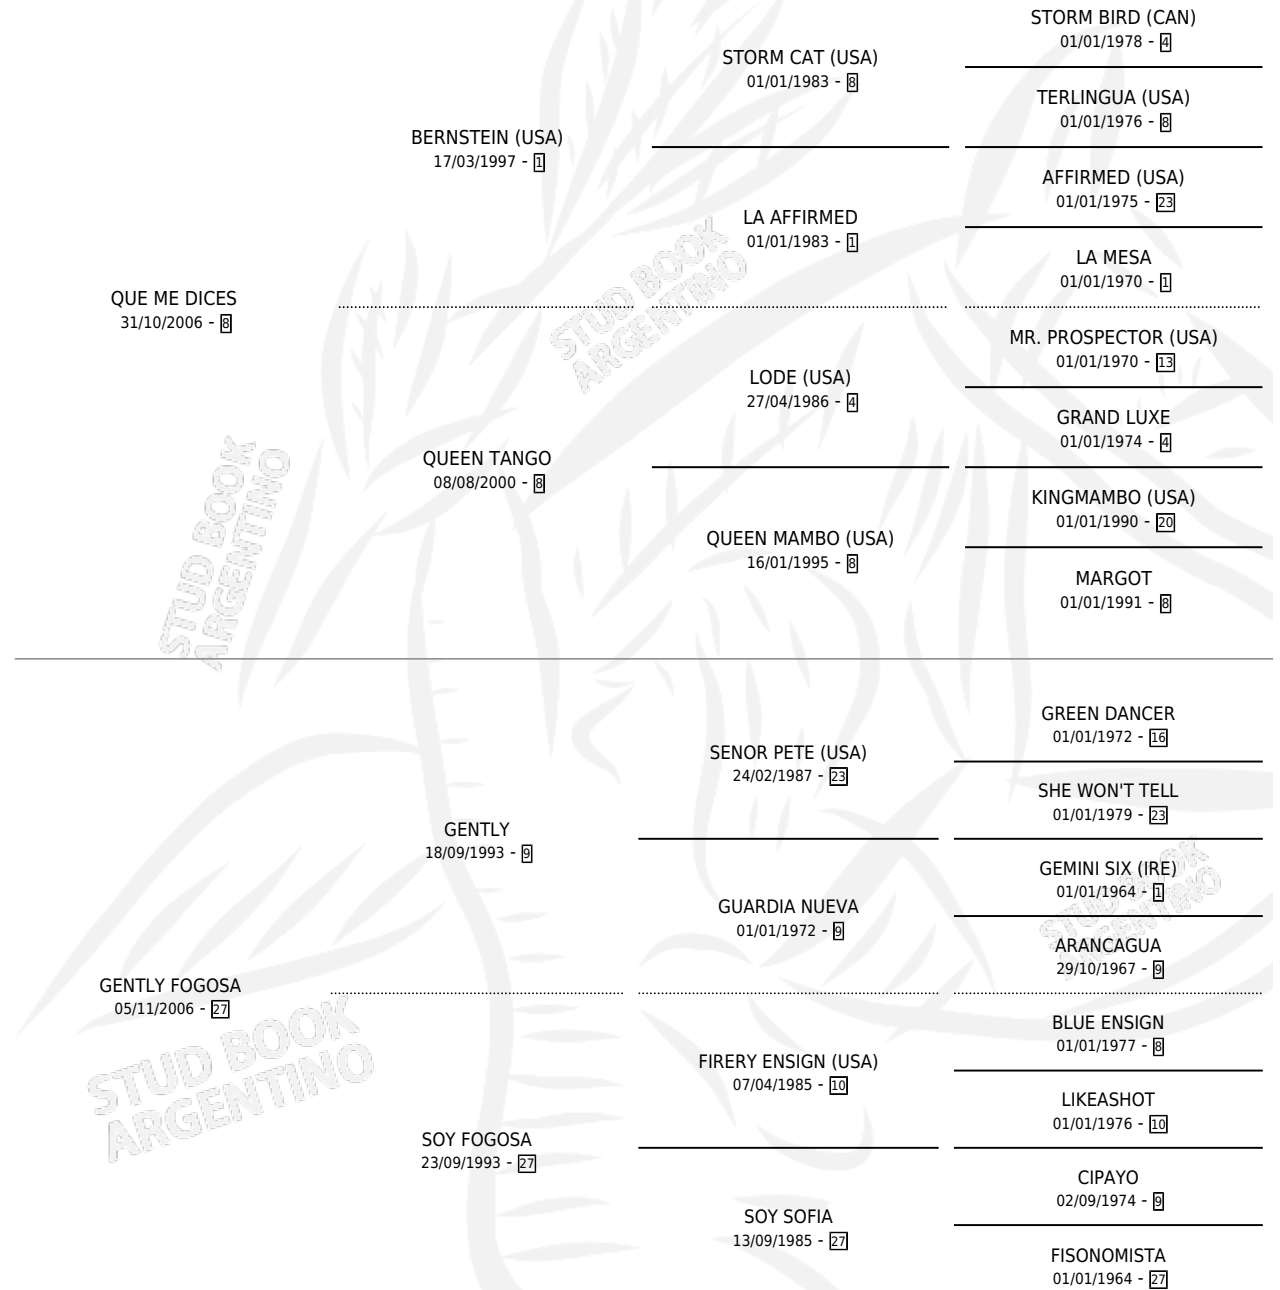 STORM BIRD (CAN)
01/01/1978 - 4
STORM CAT (USA)
01/01/1983 - 8
TERLINGUA (USA)
01/01/1976 - 8
BERNSTEIN (USA)
17/03/1997 - 1
AFFIRMED (USA)
01/01/1975 - 23
LA AFFIRMED
01/01/1983 - 1
LA MESA
01/01/1970 - 1
QUE ME DICES
31/10/2006 - 8
MR. PROSPECTOR (USA)
01/01/1970 - 13
LODE (USA)
27/04/1986 - 4
GRAND LUXE
01/01/1974 - 4
QUEEN TANGO
08/08/2000 - 8
KINGMAMBO (USA)
01/01/1990 - 20
QUEEN MAMBO (USA)
16/01/1995 - 8
MARGOT
01/01/1991 - 8
GREEN DANCER
01/01/1972 - 16
SENOR PETE (USA)
24/02/1987 - 23
SHE WON'T TELL
01/01/1979 - 23
GENTLY
18/09/1993 - 9
GEMINI SIX (IRE)
01/01/1964 - 1
GUARDIA NUEVA
01/01/1972 - 9
ARANCAGUA
29/10/1967 - 9
GENTLY FOGOSA
05/11/2006 - 27
BLUE ENSIGN
01/01/1977 - 8
FIRERY ENSIGN (USA)
07/04/1985 - 10
LIKEASHOT
01/01/1976 - 10
SOY FOGOSA
23/09/1993 - 27
CIPAYO
02/09/1974 - 9
SOY SOFIA
13/09/1985 - 27
FISONOMISTA
01/01/1964 - 27
STUD BOOK
ARGENTINO
STUD BOOK
ARGENTINO
STUD BOOK
ARGENTINO
STUD BOOK
ARGENTINO